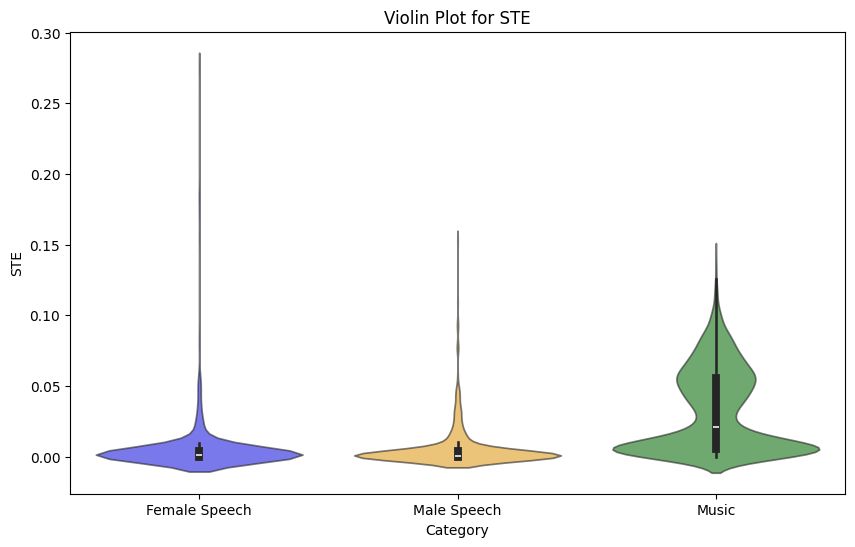 Violin Plot for STE
0.30
0.25
0.20
0.15
0.10
0.05
0.00
STE
Female Speech
Male Speech
Music
Category